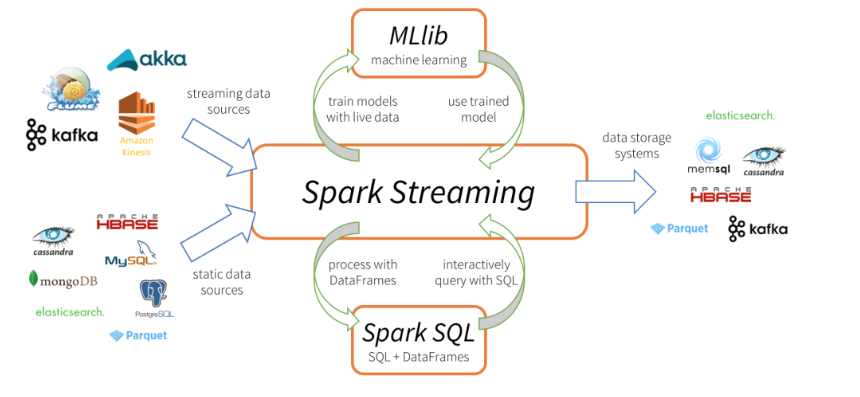 MLlib
machine learning
akka
streaming data
sources
train models
with live data
use trained
model
FLUME
kafka
Amazon
Kinesis
data storage
systems
elasticsearch.
memsql
cassandra
Spark Streaming
APACHE
HBASE
Parquet
kafka
APACHE
HBASE
cassandra
MySQL
mongoDB
static data
sources
process with
DataFrames
interactively
query with SQL
elasticsearch.
PostgreSQL
Parquet
Spark SQL
SQL + DataFrames